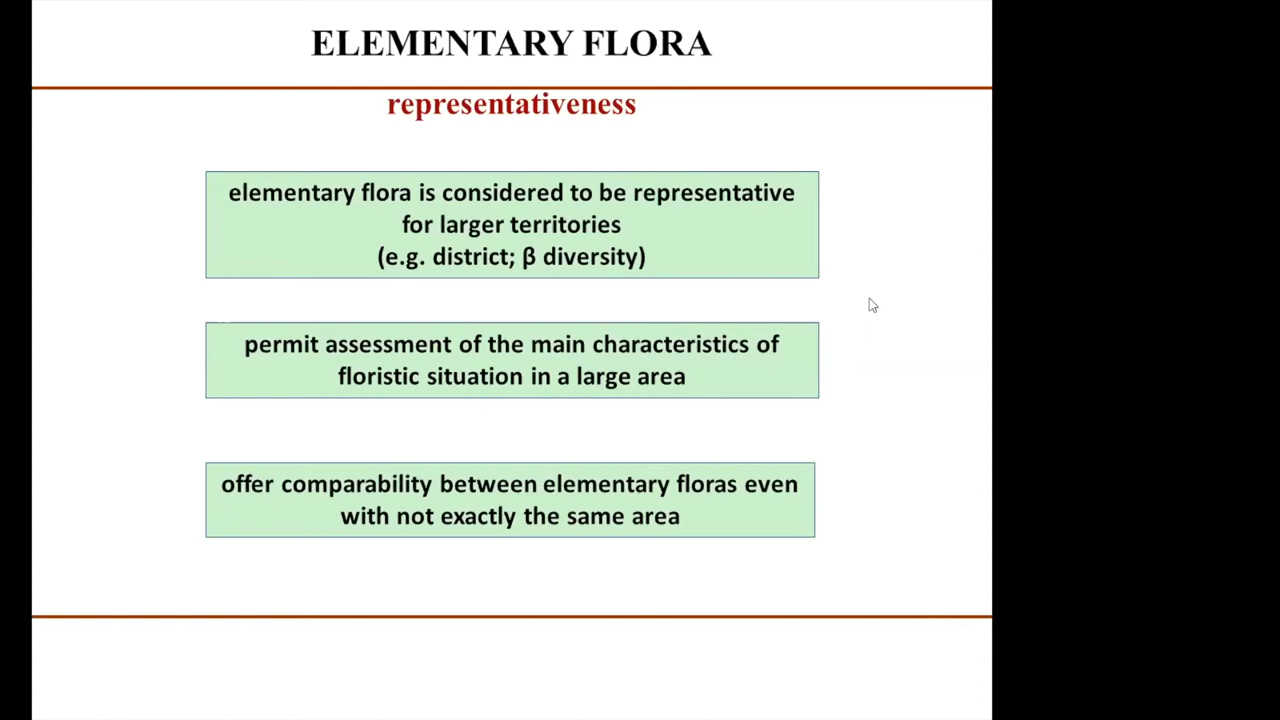 ELEMENTARY FLORA
representativeness
elementary flora is considered to be representative
for larger territories
(e.g. district; β diversity)
permit assessment of the main characteristics of
floristic situation in a large area
offer comparability between elementary floras even
with not exactly the same area